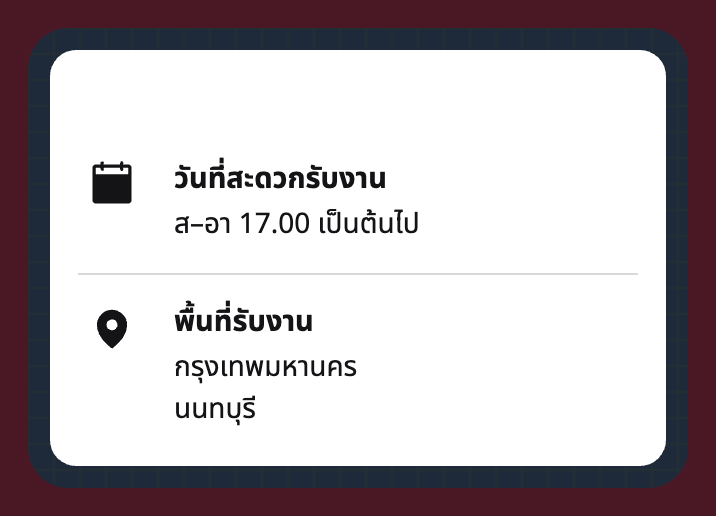 วันที่สะดวกรับงาน
ส–อา 17.00 เป็นต้นไป
พื้นที่รับงาน
กรุงเทพมหานคร
นนทบุรี